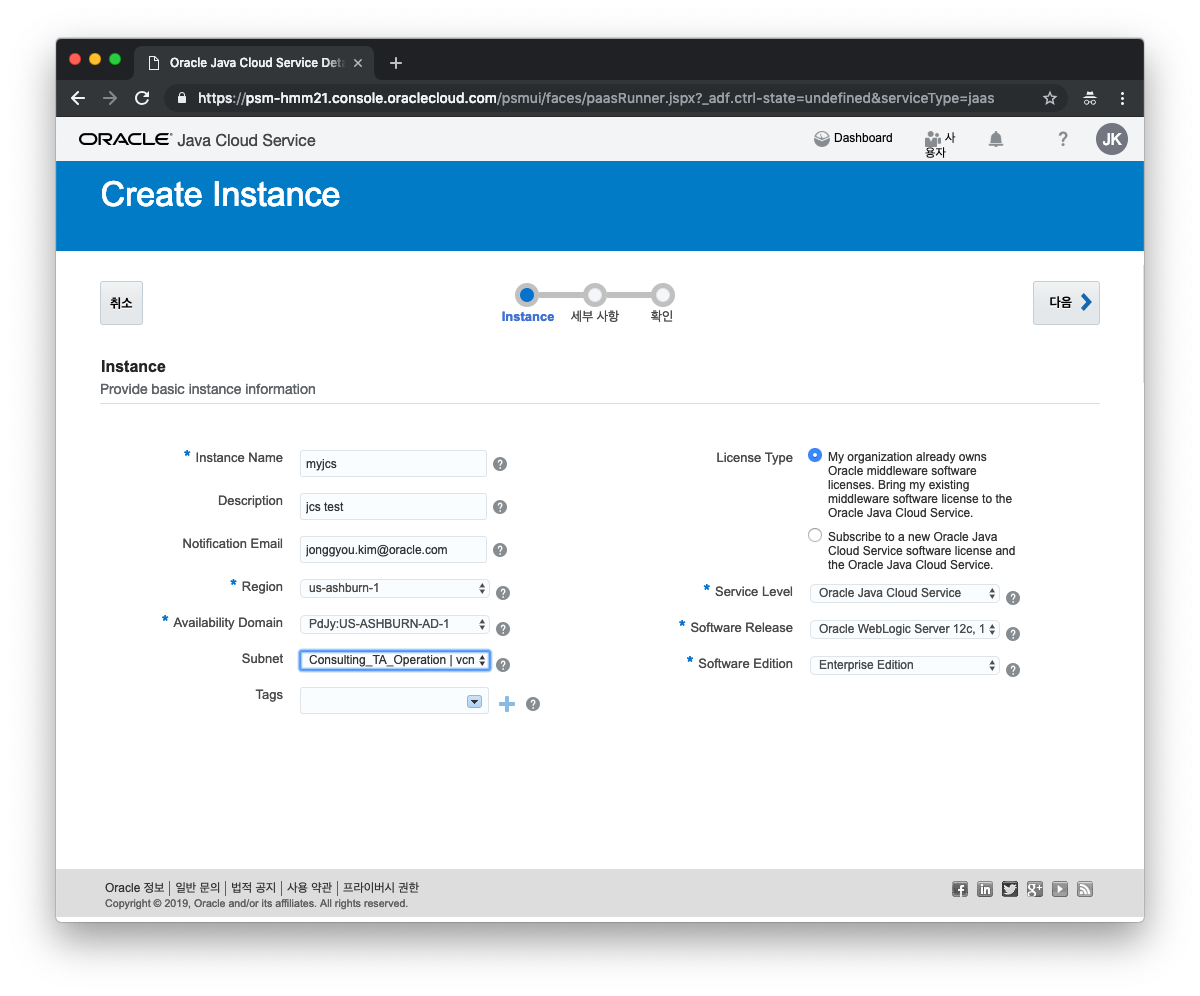 Oracle Java Cloud Service Deta
https://psm-hmm21.console.oraclecloud.com/psmui/faces/paasRunner.jspx?_adf.ctrl-state=undefined&serviceType=jaas
ORACLE Java Cloud Service
Dashboard
사
용자
?
JK
Create Instance
취소
Instance
세부 사항
확인
다음
Instance
Provide basic instance information
* Instance Name
myjcs
?
Description
jcs test
?
Notification Email
jonggyou.kim@oracle.com
?
* Region
us-ashburn-1
?
* Availability Domain
PdJy:US-ASHBURN-AD-1
?
Subnet
Consulting_TA_Operation | vcn
?
Tags
?
License Type
My organization already owns
Oracle middleware software
licenses. Bring my existing
middleware software license to the
Oracle Java Cloud Service.
Subscribe to a new Oracle Java
Cloud Service software license and
the Oracle Java Cloud Service.
* Service Level
Oracle Java Cloud Service
?
* Software Release
Oracle WebLogic Server 12c, 1
?
* Software Edition
Enterprise Edition
?
Oracle 정보 | 일반 문의 | 법적 공지 | 사용 약관 | 프라이버시 권한
Copyright © 2019, Oracle and/or its affiliates. All rights reserved.